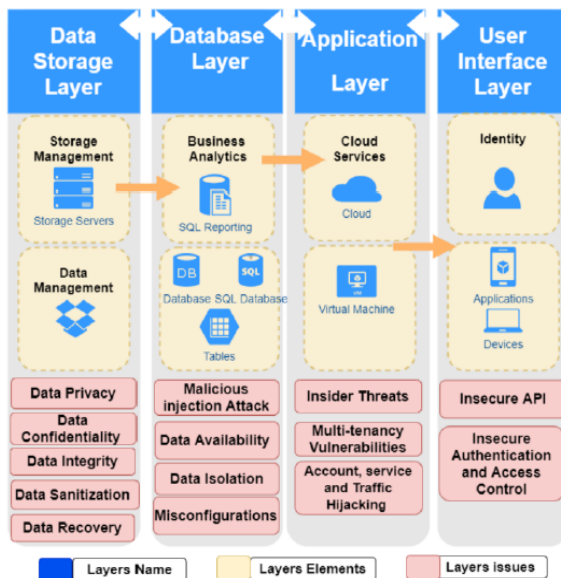 Data
Storage
Layer
Database
Layer
Application
Layer
User
Interface
Layer
Storage
Management
Storage Servers
Data
Management
Business
Analytics
SQL Reporting
DB
SQL
Database SQL Database
Tables
Cloud
Services
Cloud
VM
Virtual Machine
Identity
Applications
Devices
Data Privacy
Data
Confidentiality
Data Integrity
Data Sanitization
Data Recovery
Malicious
injection Attack
Data Availability
Data Isolation
Misconfigurations
Insider Threats
Multi-tenancy
Vulnerabilities
Account, service
and Traffic
Hijacking
Insecure API
Insecure
Authentication
and Access
Control
Layers Name
Layers Elements
Layers issues